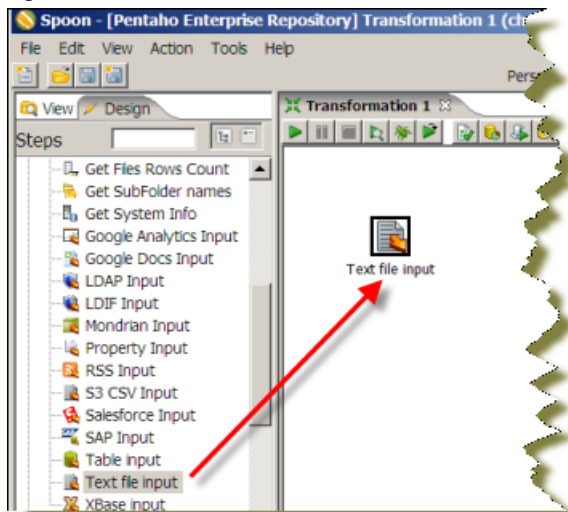 Spoon - [Pentaho Enterprise Repository] Transformation 1 (ch
File Edit View Action Tools Help
Pers
View Design
Transformation 1
Steps
Get Files Rows Count
Get SubFolder names
Get System Info
Google Analytics Input
Google Docs Input
LDAP Input
LDIF Input
Mondrian Input
Property Input
RSS Input
S3 CSV Input
Salesforce Input
SAP Input
Table input
Text file input
XBase input
Text file input